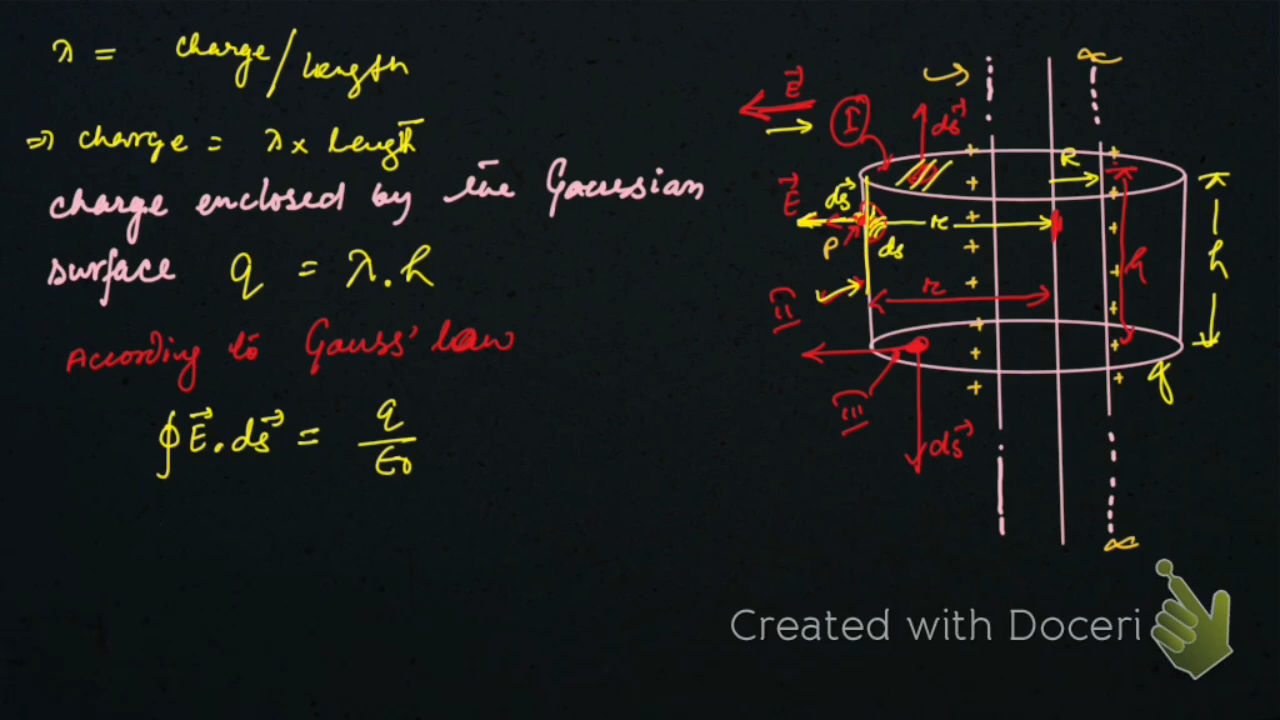 λ = charge/length
⇒ charge = λ × length
charge enclosed by the Gaussian
surface q = λ.h
According to Gauss' law
∮ E⃗ . ds⃗ = q/ϵ₀
∝
E⃗
I
ds⃗
R
E⃗
ds⃗
r
P
ds
h
h
r
II
III
q
ds⃗
∝
Created with Doceri